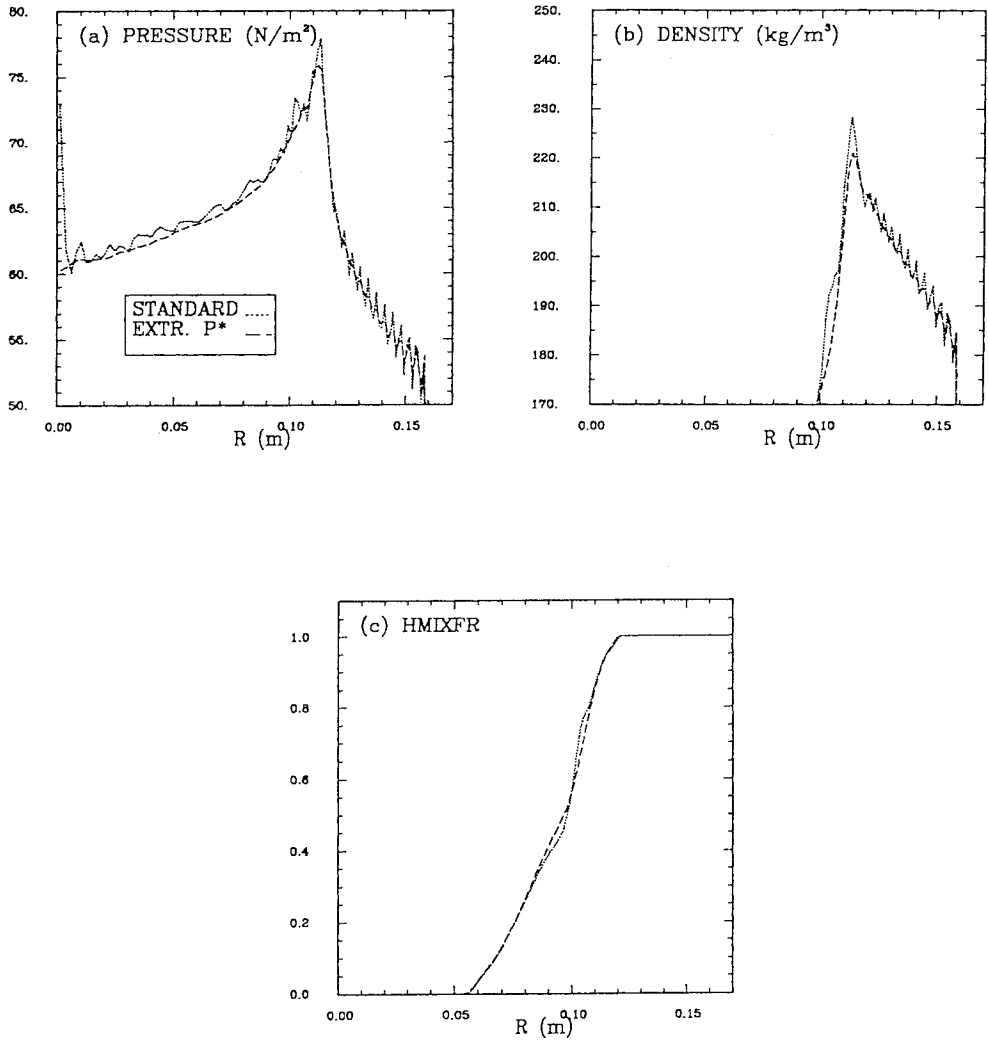 (a) PRESSURE (N/m²)
80.
75.
70.
65.
60.
55.
50.
STANDARD ......
EXTR. P* — —
0.00 0.05 0.10 0.15
R (m)
(b) DENSITY (kg/m³)
250.
240.
230.
220.
210.
200.
190.
180.
170.
0.00 0.05 0.10 0.15
R (m)
(c) HMIXFR
1.0
0.8
0.6
0.4
0.2
0.0
0.00 0.05 0.10 0.15
R (m)